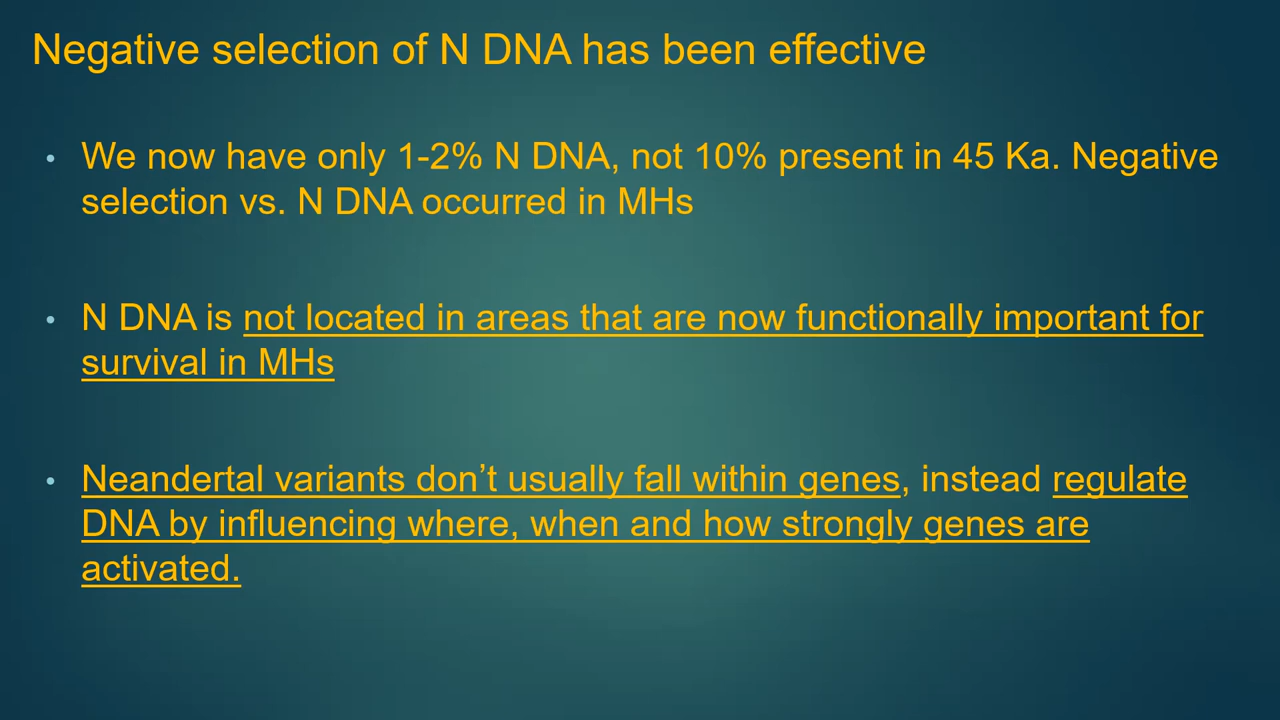 Negative selection of N DNA has been effective
• We now have only 1-2% N DNA, not 10% present in 45 Ka. Negative
selection vs. N DNA occurred in MHs
• N DNA is not located in areas that are now functionally important for
survival in MHs
• Neandertal variants don’t usually fall within genes, instead regulate
DNA by influencing where, when and how strongly genes are
activated.